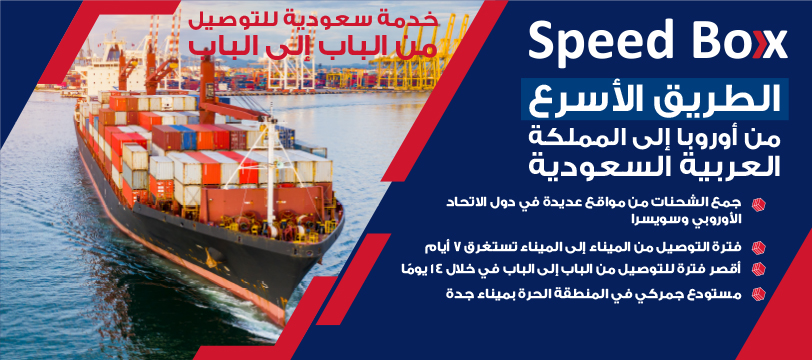 خدمة سعودية للتوصيل
من الباب إلى الباب
Speed Box
الطريق الأسرع
من أوروبا إلى المملكة
العربية السعودية
جمع الشحنات من مواقع عديدة في دول الاتحاد
الأوروبي وسويسرا
فترة التوصيل من الميناء إلى الميناء تستغرق ٧ أيام
أقصر فترة للتوصيل من الباب إلى الباب في خلال ١٤ يومًا
مستودع جمركي في المنطقة الحرة بميناء جدة